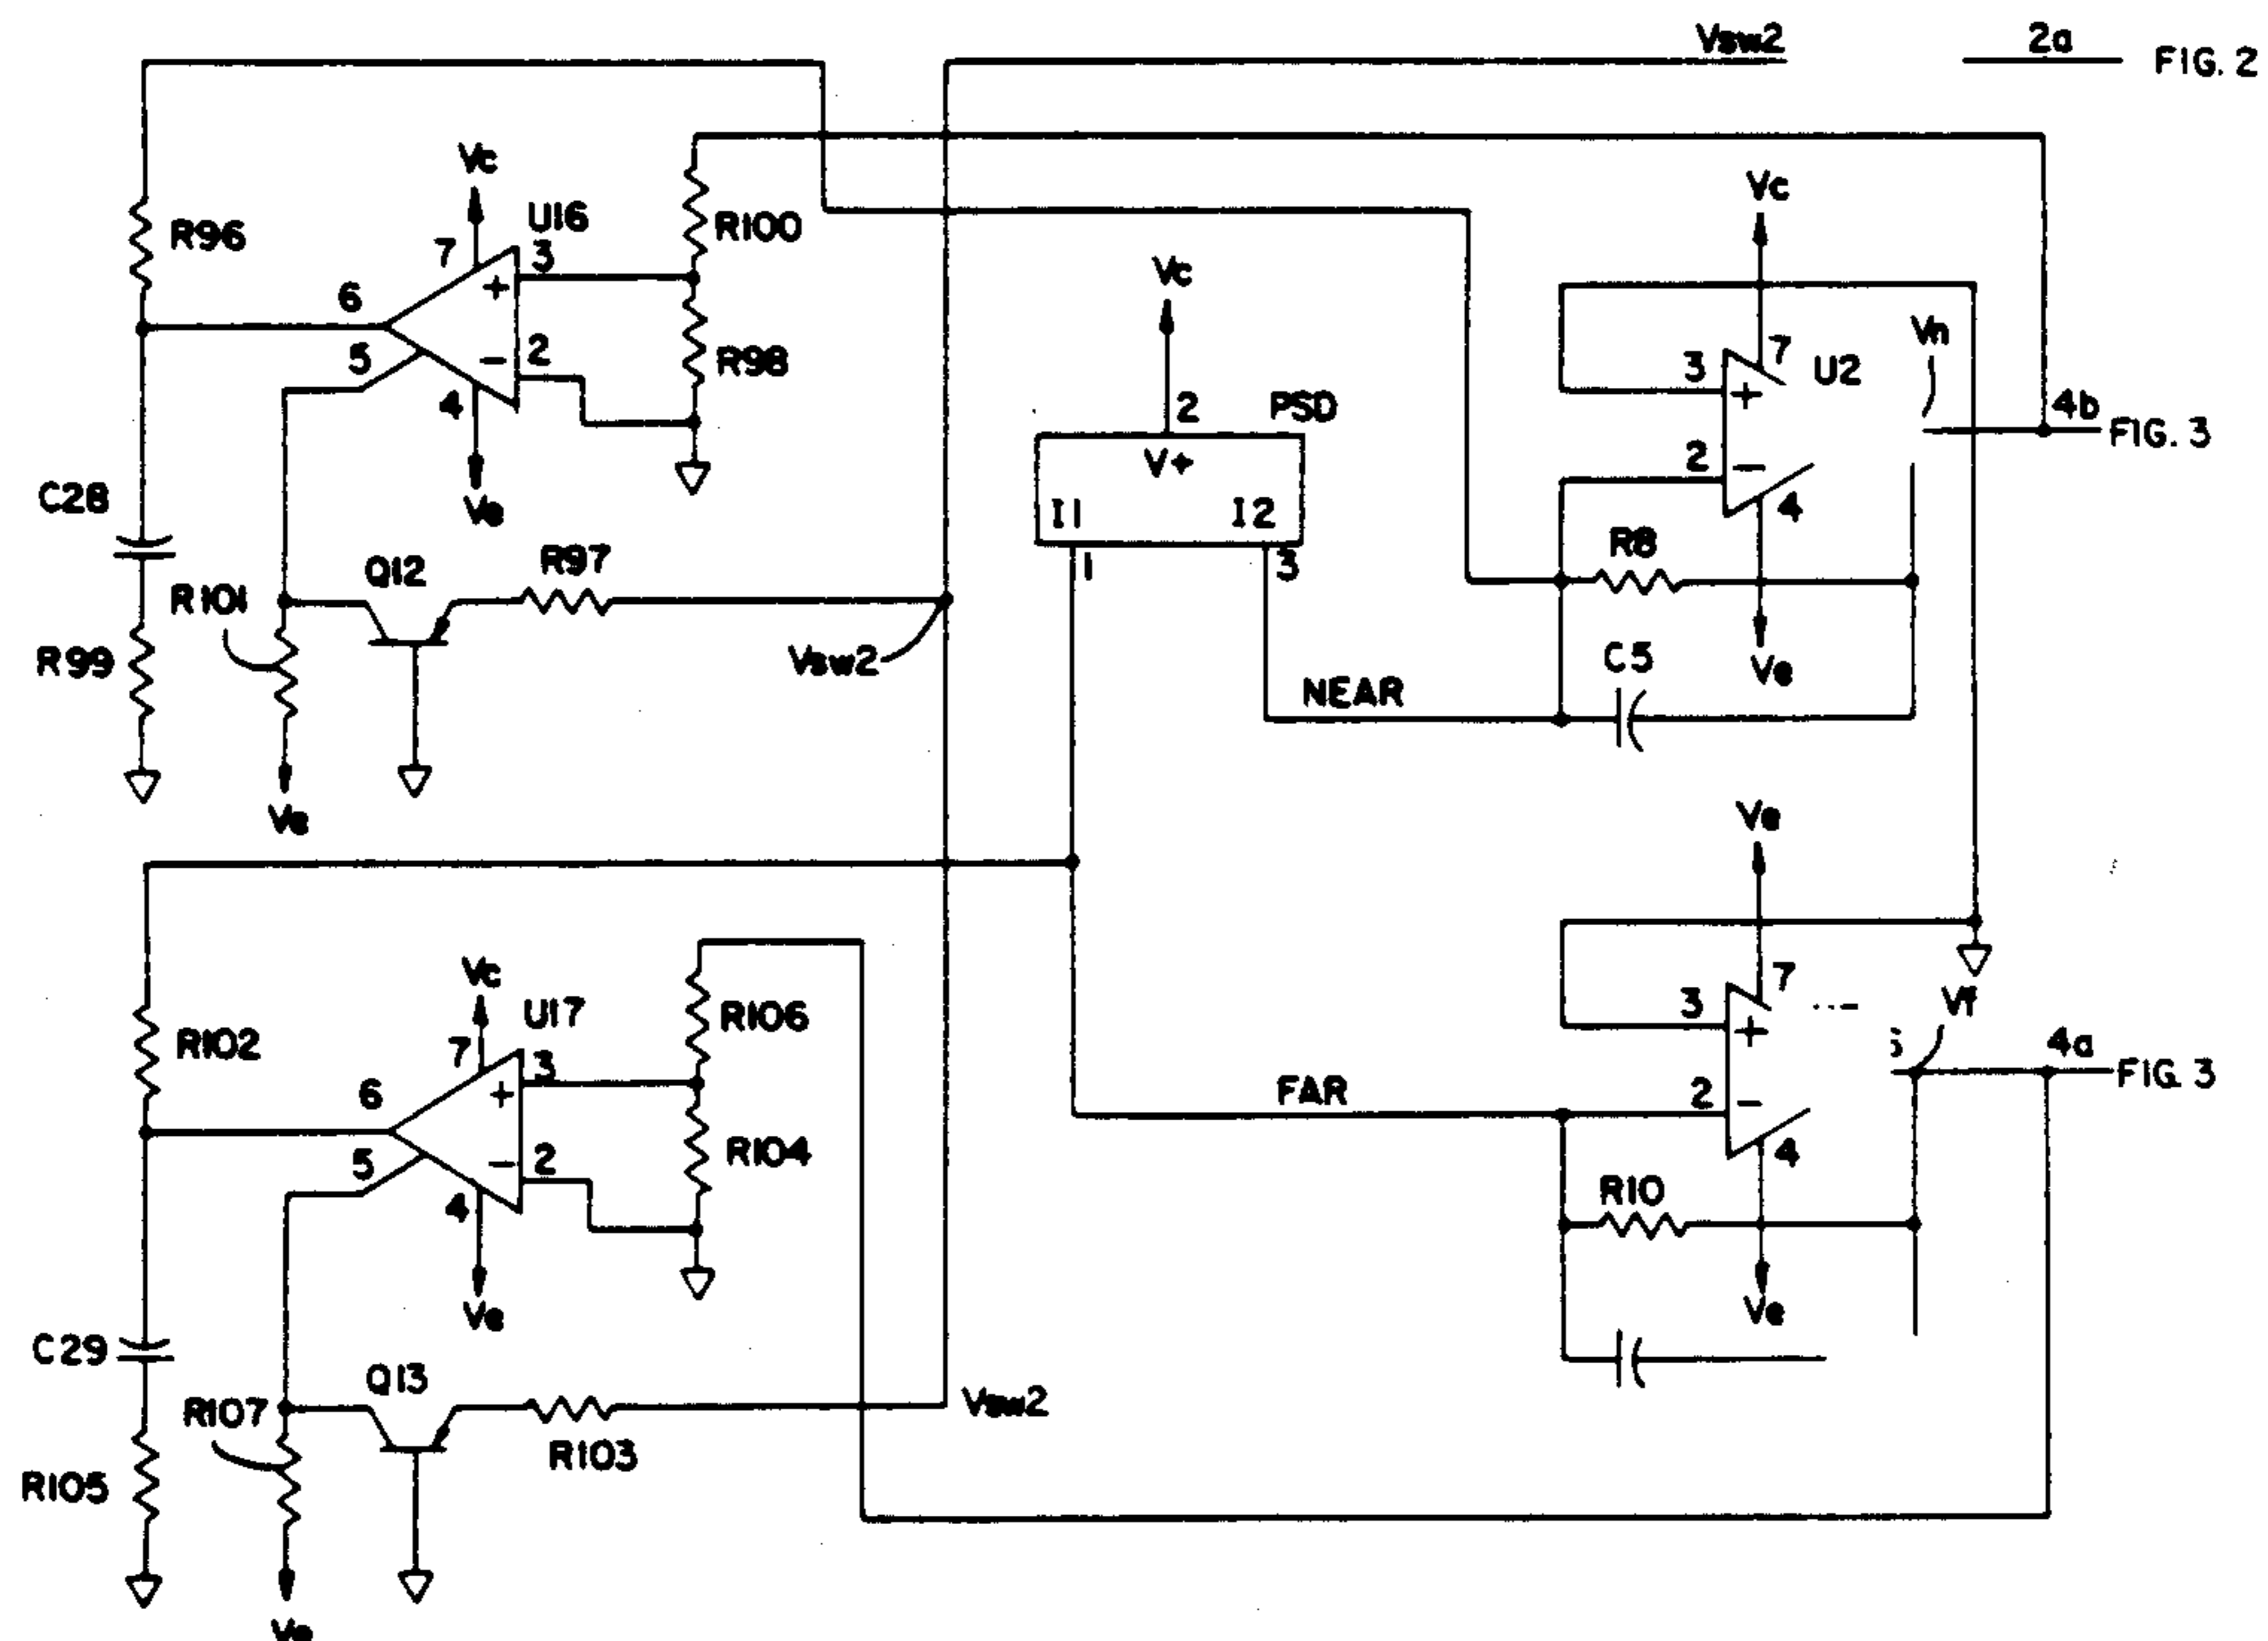 Vsw2
2a
FIG. 2
Vc
R96
7
U16
3
+
R100
6
5
4
−
2
R98
Ve
C28
R99
R101
Q12
R97
Vsw2
Ve
Vc
2
PSD
V+
I1
I2
1
3
NEAR
Vc
3
+
7
U2
Vn
4b
FIG. 3
2
−
4
R8
Ve
C5
R102
Vc
7
U17
3
+
R106
6
5
4
−
2
R104
Ve
C29
R105
R107
Q13
R103
Vsw2
Ve
FAR
Ve
3
+
7
Vf
4a
FIG. 3
2
−
4
R10
Ve